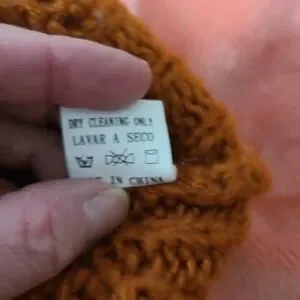 DRY CLEANING ONLY
LAVAR A SECO
IN CHINA